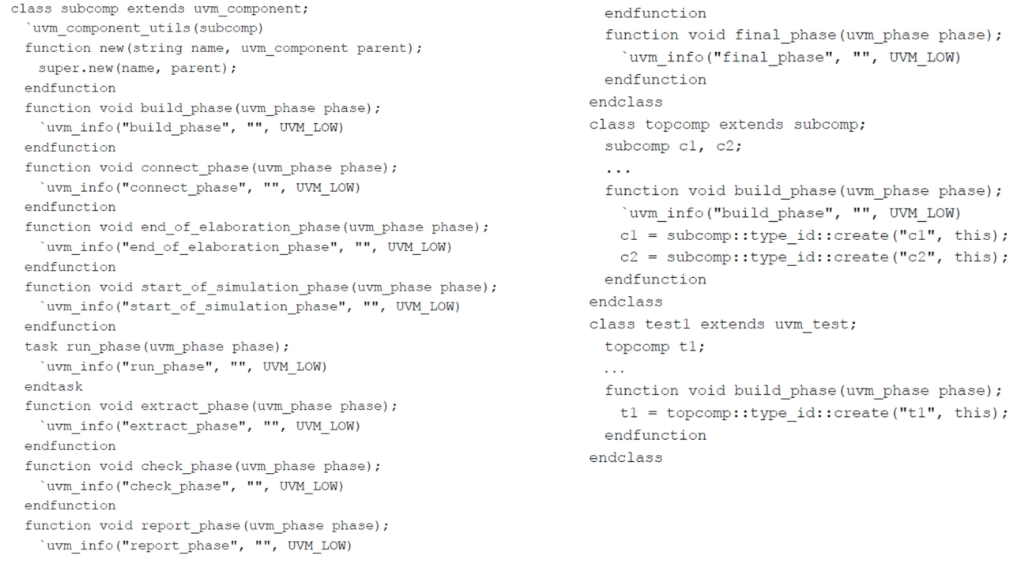 class subcomp extends uvm_component;
`uvm_component_utils(subcomp)
function new(string name, uvm_component parent);
super.new(name, parent);
endfunction
function void build_phase(uvm_phase phase);
`uvm_info("build_phase", "", UVM_LOW)
endfunction
function void connect_phase(uvm_phase phase);
`uvm_info("connect_phase", "", UVM_LOW)
endfunction
function void end_of_elaboration_phase(uvm_phase phase);
`uvm_info("end_of_elaboration_phase", "", UVM_LOW)
endfunction
function void start_of_simulation_phase(uvm_phase phase);
`uvm_info("start_of_simulation_phase", "", UVM_LOW)
endfunction
task run_phase(uvm_phase phase);
`uvm_info("run_phase", "", UVM_LOW)
endtask
function void extract_phase(uvm_phase phase);
`uvm_info("extract_phase", "", UVM_LOW)
endfunction
function void check_phase(uvm_phase phase);
`uvm_info("check_phase", "", UVM_LOW)
endfunction
function void report_phase(uvm_phase phase);
`uvm_info("report_phase", "", UVM_LOW)
endfunction
function void final_phase(uvm_phase phase);
`uvm_info("final_phase", "", UVM_LOW)
endfunction
endclass
class topcomp extends subcomp;
subcomp c1, c2;
...
function void build_phase(uvm_phase phase);
`uvm_info("build_phase", "", UVM_LOW)
c1 = subcomp::type_id::create("c1", this);
c2 = subcomp::type_id::create("c2", this);
endfunction
endclass
class test1 extends uvm_test;
topcomp t1;
...
function void build_phase(uvm_phase phase);
t1 = topcomp::type_id::create("t1", this);
endfunction
endclass